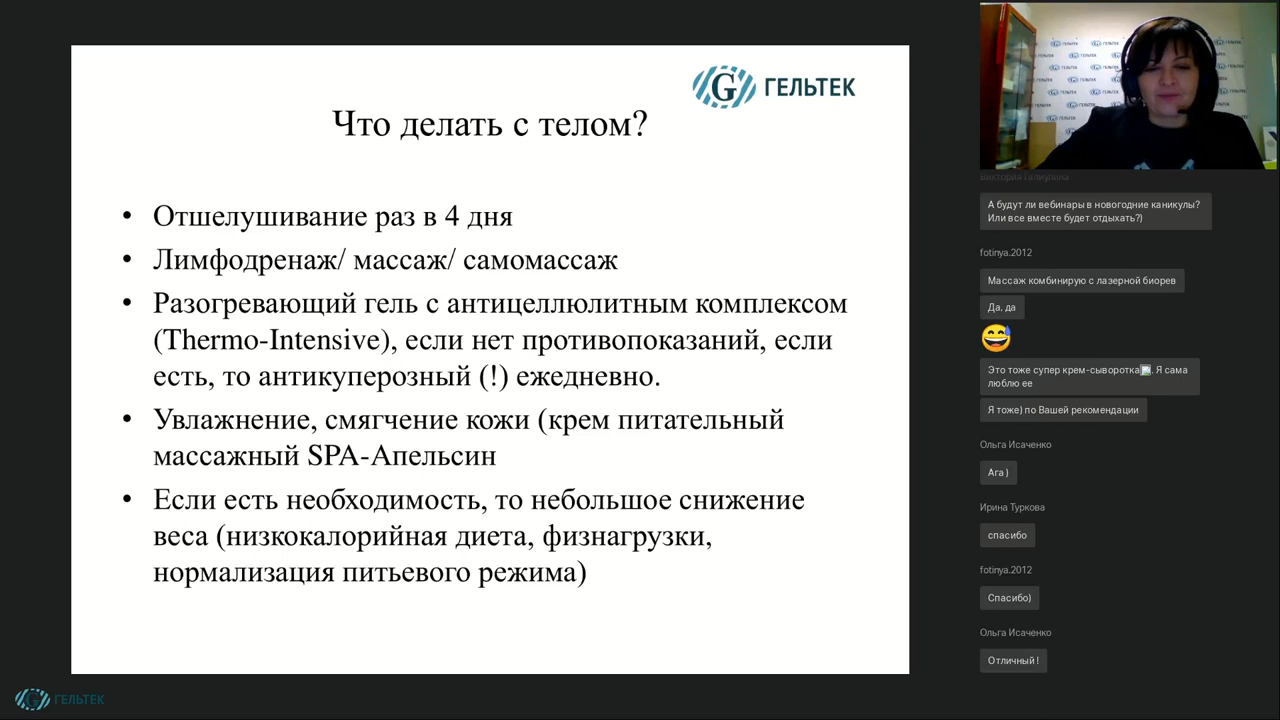 ГЕЛЬТЕК
Что делать с телом?
• Отшелушивание раз в 4 дня
• Лимфодренаж/ массаж/ самомассаж
• Разогревающий гель с антицеллюлитным комплексом
(Thermo-Intensive), если нет противопоказаний, если
есть, то антикуперозный (!) ежедневно.
• Увлажнение, смягчение кожи (крем питательный
массажный SPA-Апельсин
• Если есть необходимость, то небольшое снижение
веса (низкокалорийная диета, физнагрузки,
нормализация питьевого режима)
ГЕЛЬТЕК
Виктория Галиулина
А будут ли вебинары в новогодние каникулы?
Или все вместе будет отдыхать?)
fotinya.2012
Массаж комбинирую с лазерной биорев
Да, да
Это тоже супер крем-сыворотка. Я сама
люблю ее
Я тоже) по Вашей рекомендации
Ольга Исаченко
Ага )
Ирина Туркова
спасибо
fotinya.2012
Спасибо)
Ольга Исаченко
Отличный !